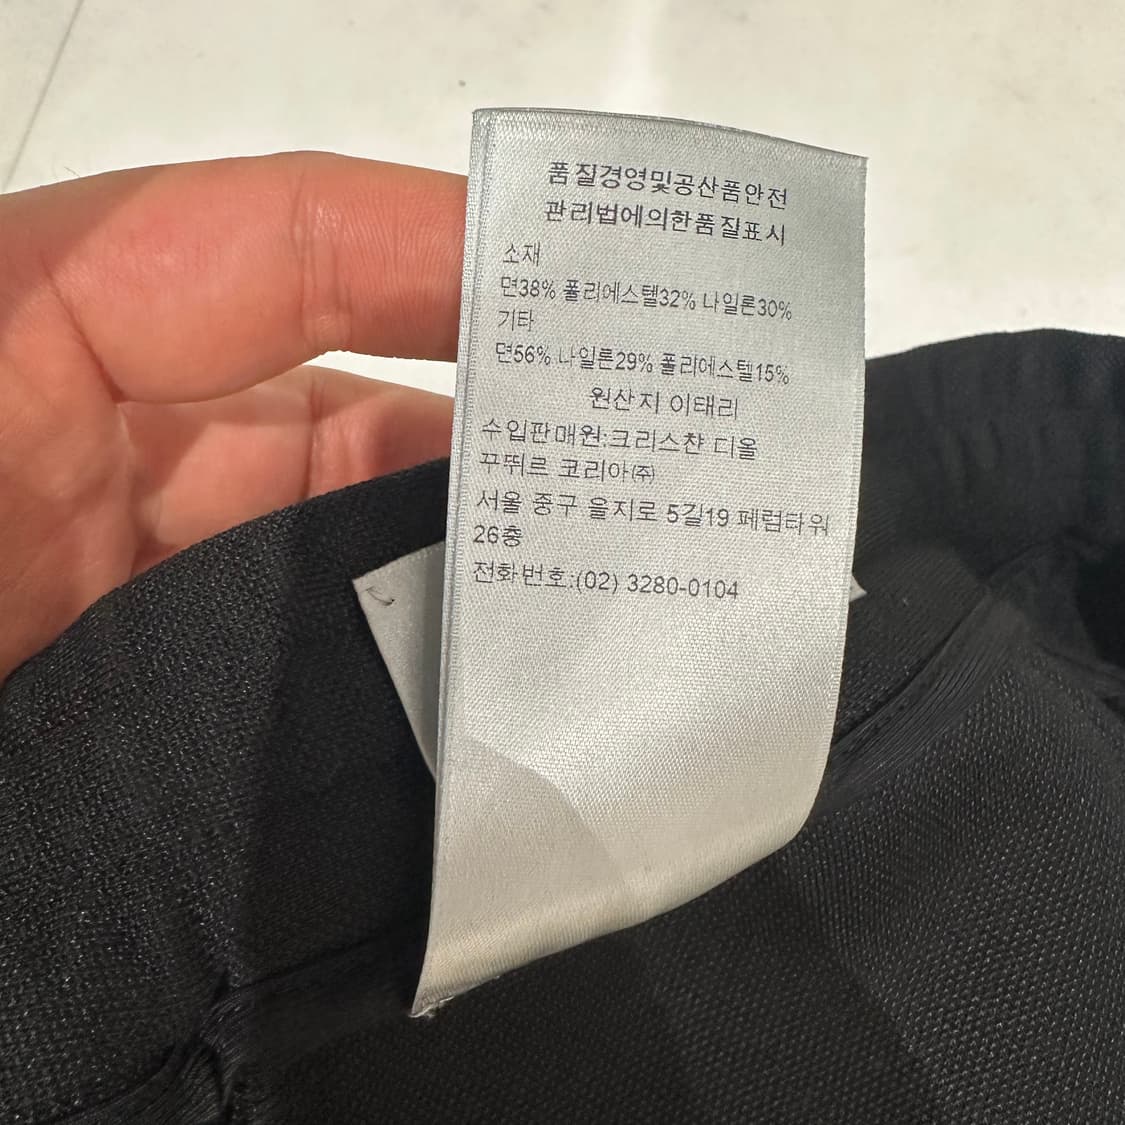 품질경영및공산품안전
관리법에의한품질표시
소재
면38% 폴리에스텔32% 나일론30%
기타
면56% 나일론29% 폴리에스텔15%
원산지 이태리
수입판매원:크리스챤 디올
꾸뛰르 코리아㈜
서울 중구 을지로 5길19 페럼타워
26층
전화번호:(02) 3280-0104